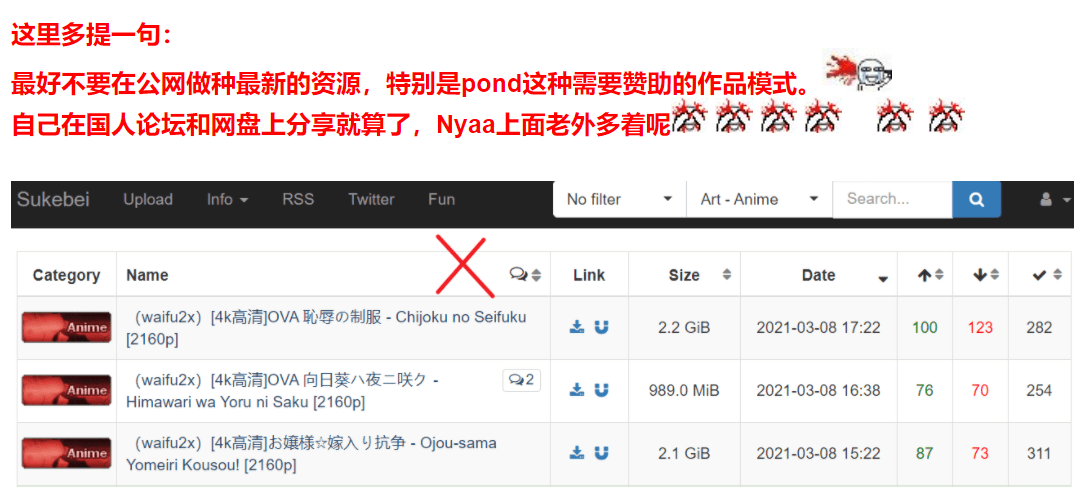 这里多提一句：
最好不要在公网做种最新的资源，特别是pond这种需要赞助的作品模式。
自己在国人论坛和网盘上分享就算了，Nyaa上面老外多着呢
Sukebei Upload Info RSS Twitter Fun No filter Art - Anime Search...
Category Name Link Size Date
Anime （waifu2x）[4k高清]OVA 恥辱の制服 - Chijoku no Seifuku 2.2 GiB 2021-03-08 17:22 100 123 282
[2160p]
Anime （waifu2x）[4k高清]OVA 向日葵ハ夜ニ咲ク - 2 989.0 MiB 2021-03-08 16:38 76 70 254
Himawari wa Yoru ni Saku [2160p]
Anime （waifu2x）[4k高清]お嬢様☆嫁入り抗争 - Ojou-sama 2.1 GiB 2021-03-08 15:22 87 73 311
Yomeiri Kousou! [2160p]